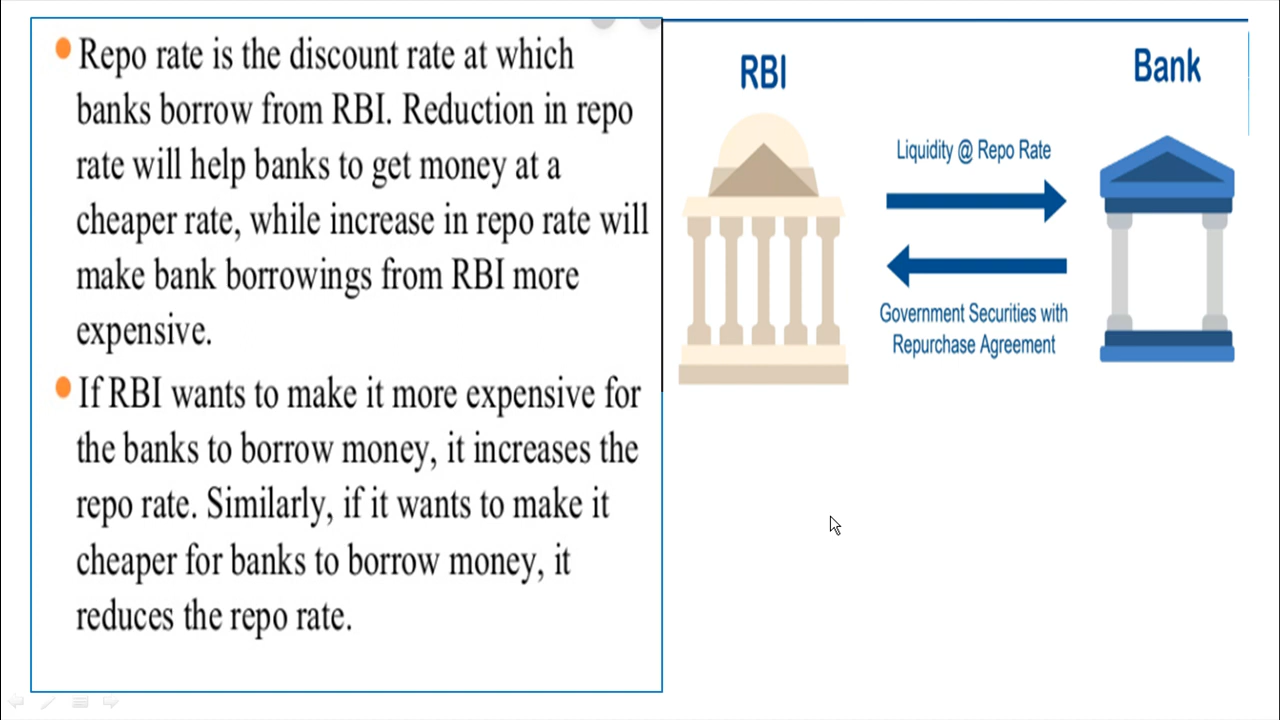 Repo rate is the discount rate at which
banks borrow from RBI. Reduction in repo
rate will help banks to get money at a
cheaper rate, while increase in repo rate will
make bank borrowings from RBI more
expensive.
If RBI wants to make it more expensive for
the banks to borrow money, it increases the
repo rate. Similarly, if it wants to make it
cheaper for banks to borrow money, it
reduces the repo rate.
RBI
Bank
Liquidity @ Repo Rate
Government Securities with
Repurchase Agreement